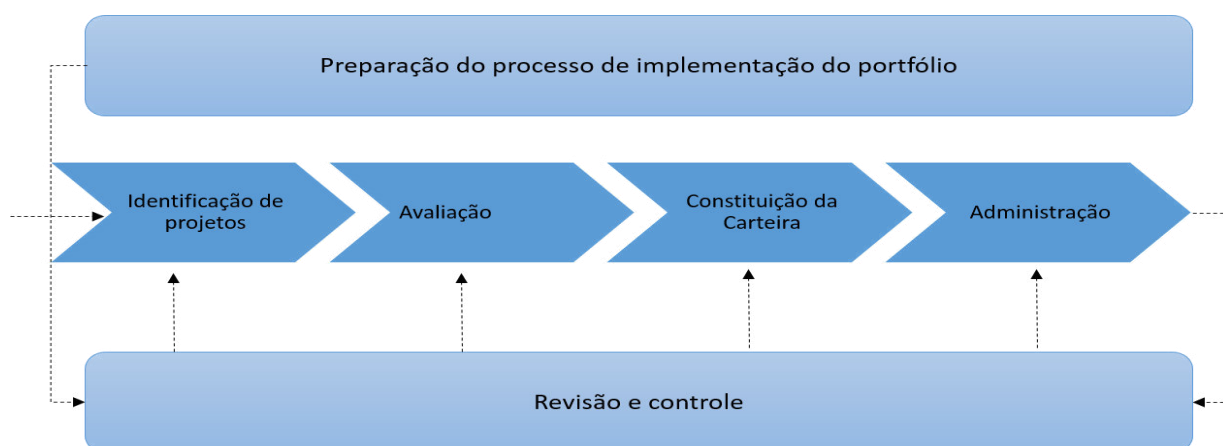 Preparação do processo de implementação do portfólio
Identificação de
projetos
Avaliação
Constituição da
Carteira
Administração
Revisão e controle